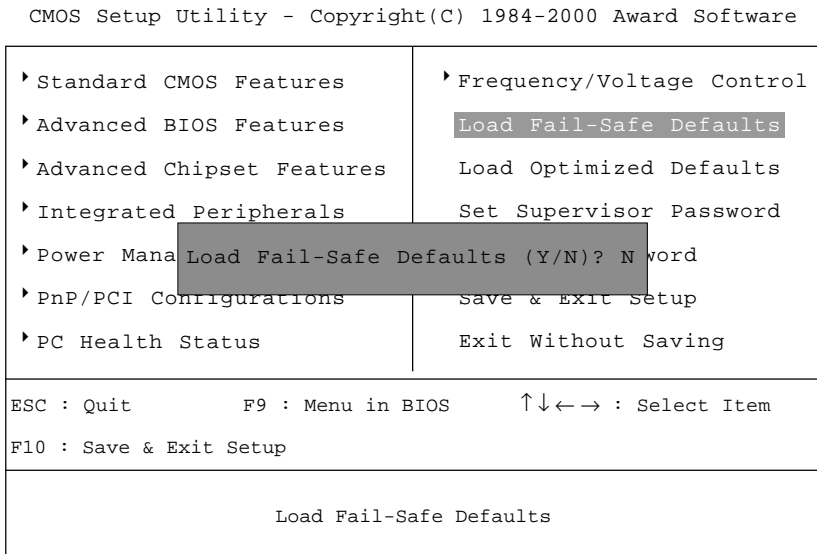 CMOS Setup Utility - Copyright(C) 1984-2000 Award Software
Standard CMOS Features
Advanced BIOS Features
Advanced Chipset Features
Integrated Peripherals
Power Mana
PnP/PCI Configurations
PC Health Status
Frequency/Voltage Control
Load Fail-Safe Defaults
Load Optimized Defaults
Set Supervisor Password
word
Save & Exit Setup
Exit Without Saving
Load Fail-Safe Defaults (Y/N)? N
ESC : Quit F9 : Menu in BIOS ↑↓←→ : Select Item
F10 : Save & Exit Setup
Load Fail-Safe Defaults